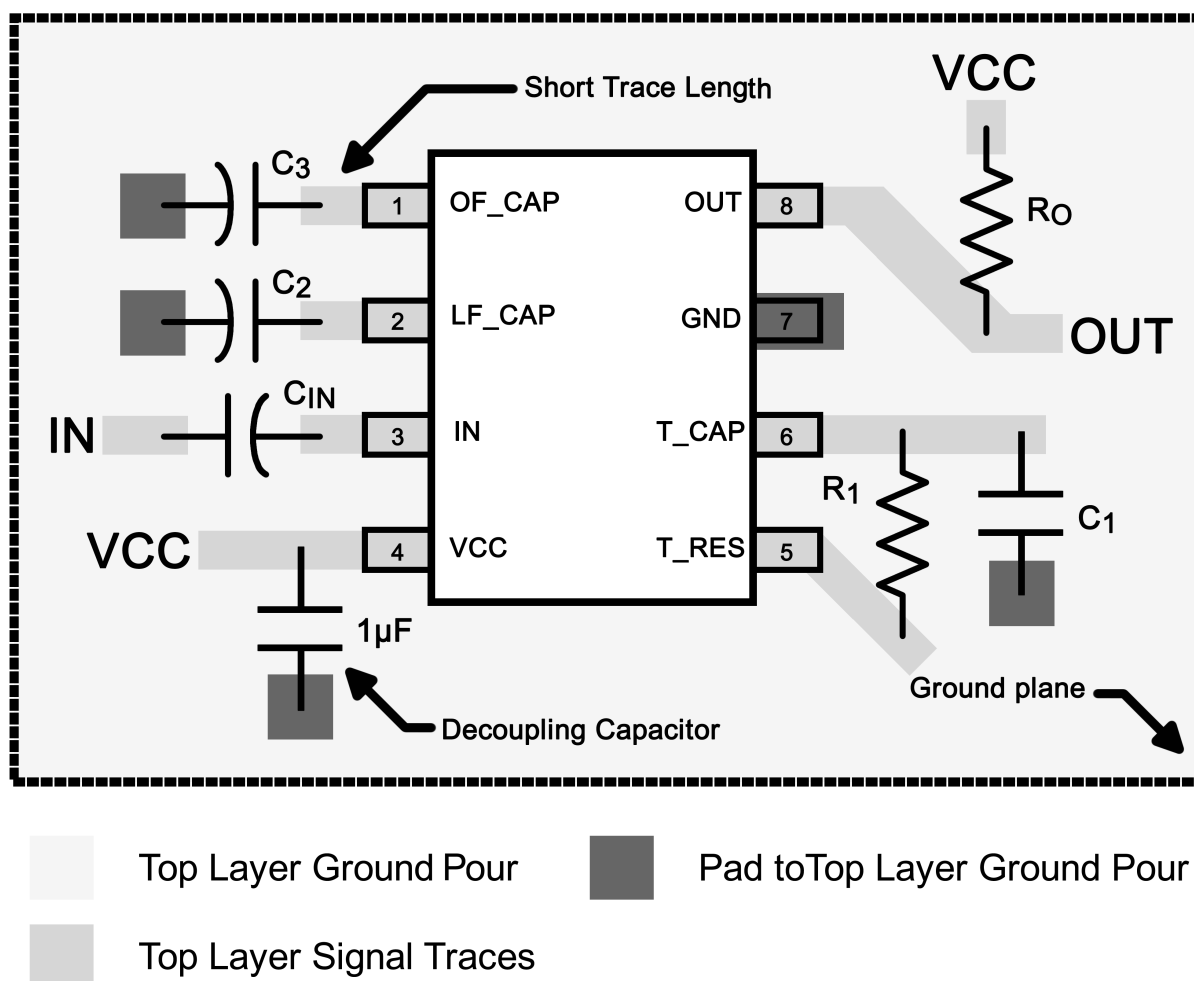 Short Trace Length
VCC
C3
1
OF_CAP
OUT
8
RO
C2
2
LF_CAP
GND
7
OUT
IN
CIN
3
IN
T_CAP
6
R1
C1
VCC
4
VCC
T_RES
5
1µF
Ground plane
Decoupling Capacitor
Top Layer Ground Pour
Pad toTop Layer Ground Pour
Top Layer Signal Traces